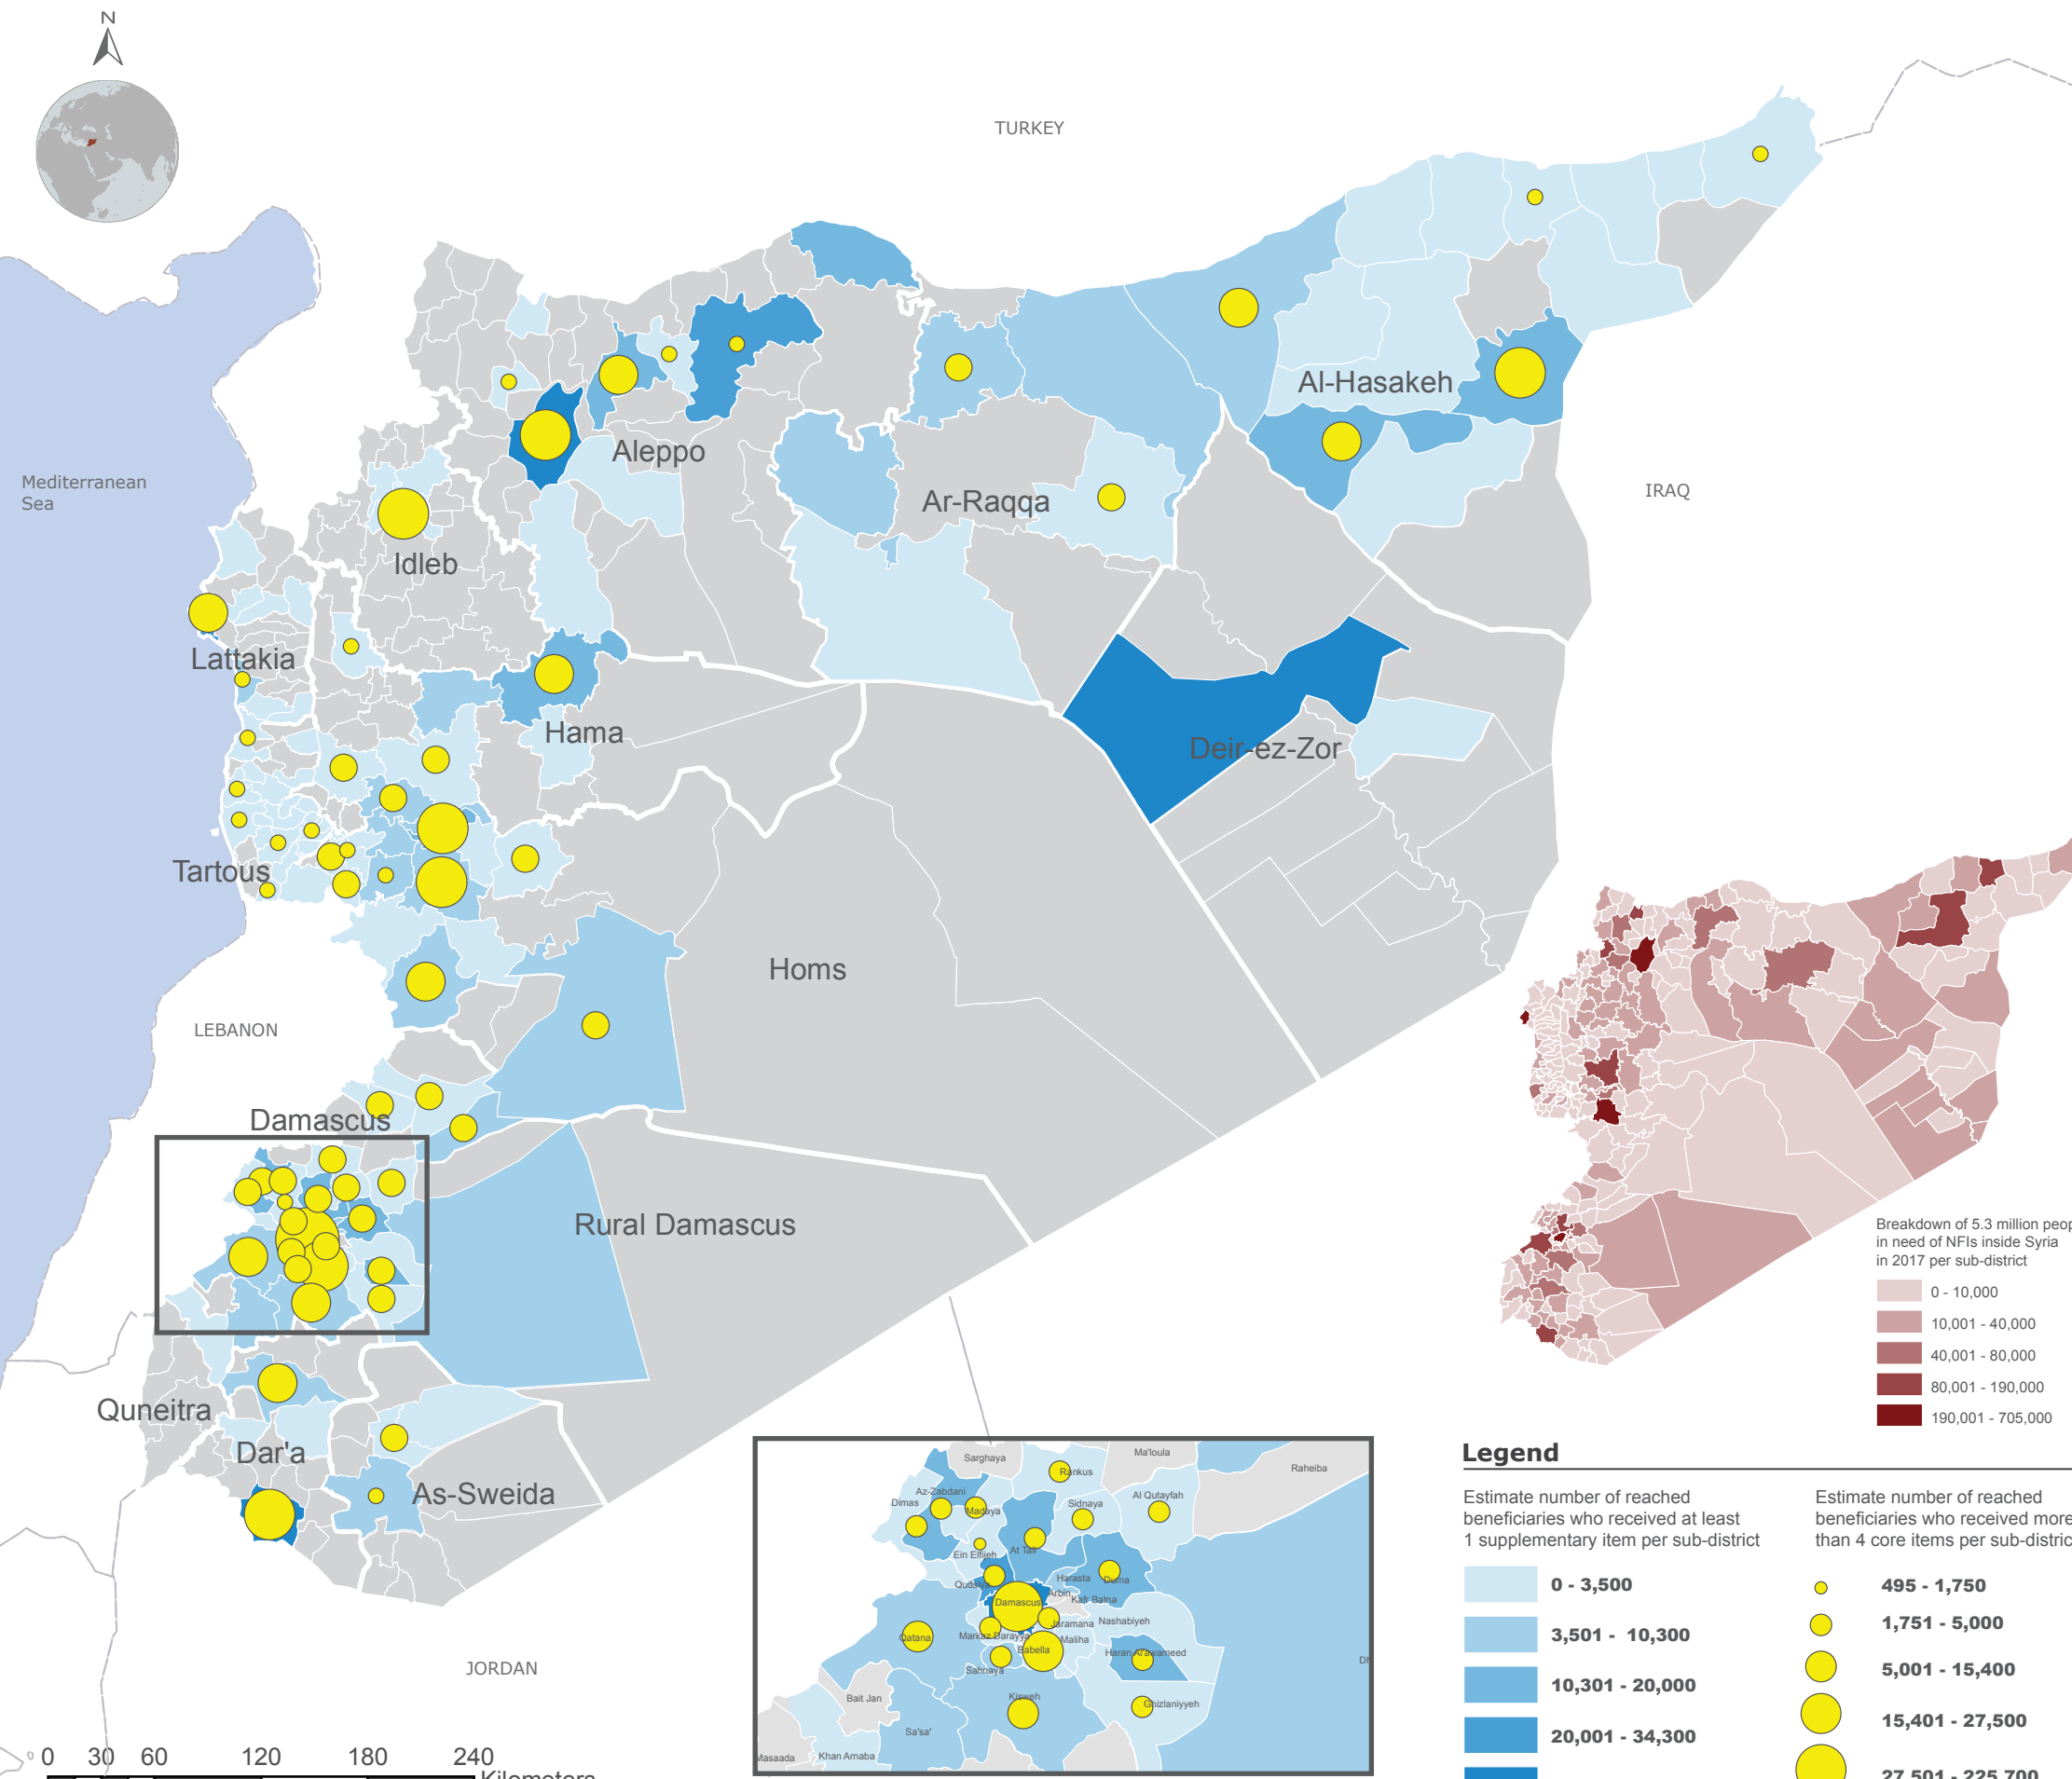 N
TURKEY
Mediterranean
Sea
IRAQ
Al-Hasakeh
Aleppo
Ar-Raqqa
Idleb
Lattakia
Hama
Deir-ez-Zor
Tartous
Homs
LEBANON
Damascus
Rural Damascus
Quneitra
Dar'a
As-Sweida
JORDAN
0 30 60 120 180 240
Kilometers
Breakdown of 5.3 million peop
in need of NFIs inside Syria
in 2017 per sub-district
0 - 10,000
10,001 - 40,000
40,001 - 80,000
80,001 - 190,000
190,001 - 705,000
Sarghaya
Ma'loula
Raheiba
Rankus
Az-Zabdani
Dimas
Madaya
Sidnaya
Al Qutayfah
Ein Elfijeh
At Tall
Qudsiya
Harasta
Duma
Arbin
Kafr Batna
Damascus
Jaramana
Nashabiyeh
Qatana
Markaz Darayya
Maliha
Babella
Haran Al'awameed
Sahnaya
Bait Jan
Kisweh
Ghizlaniyyeh
Sa'sa'
Masaada
Khan Arnaba
Legend
Estimate number of reached
beneficiaries who received at least
1 supplementary item per sub-district
0 - 3,500
3,501 - 10,300
10,301 - 20,000
20,001 - 34,300
Estimate number of reached
beneficiaries who received more
than 4 core items per sub-distric
495 - 1,750
1,751 - 5,000
5,001 - 15,400
15,401 - 27,500
27,501 - 225,700